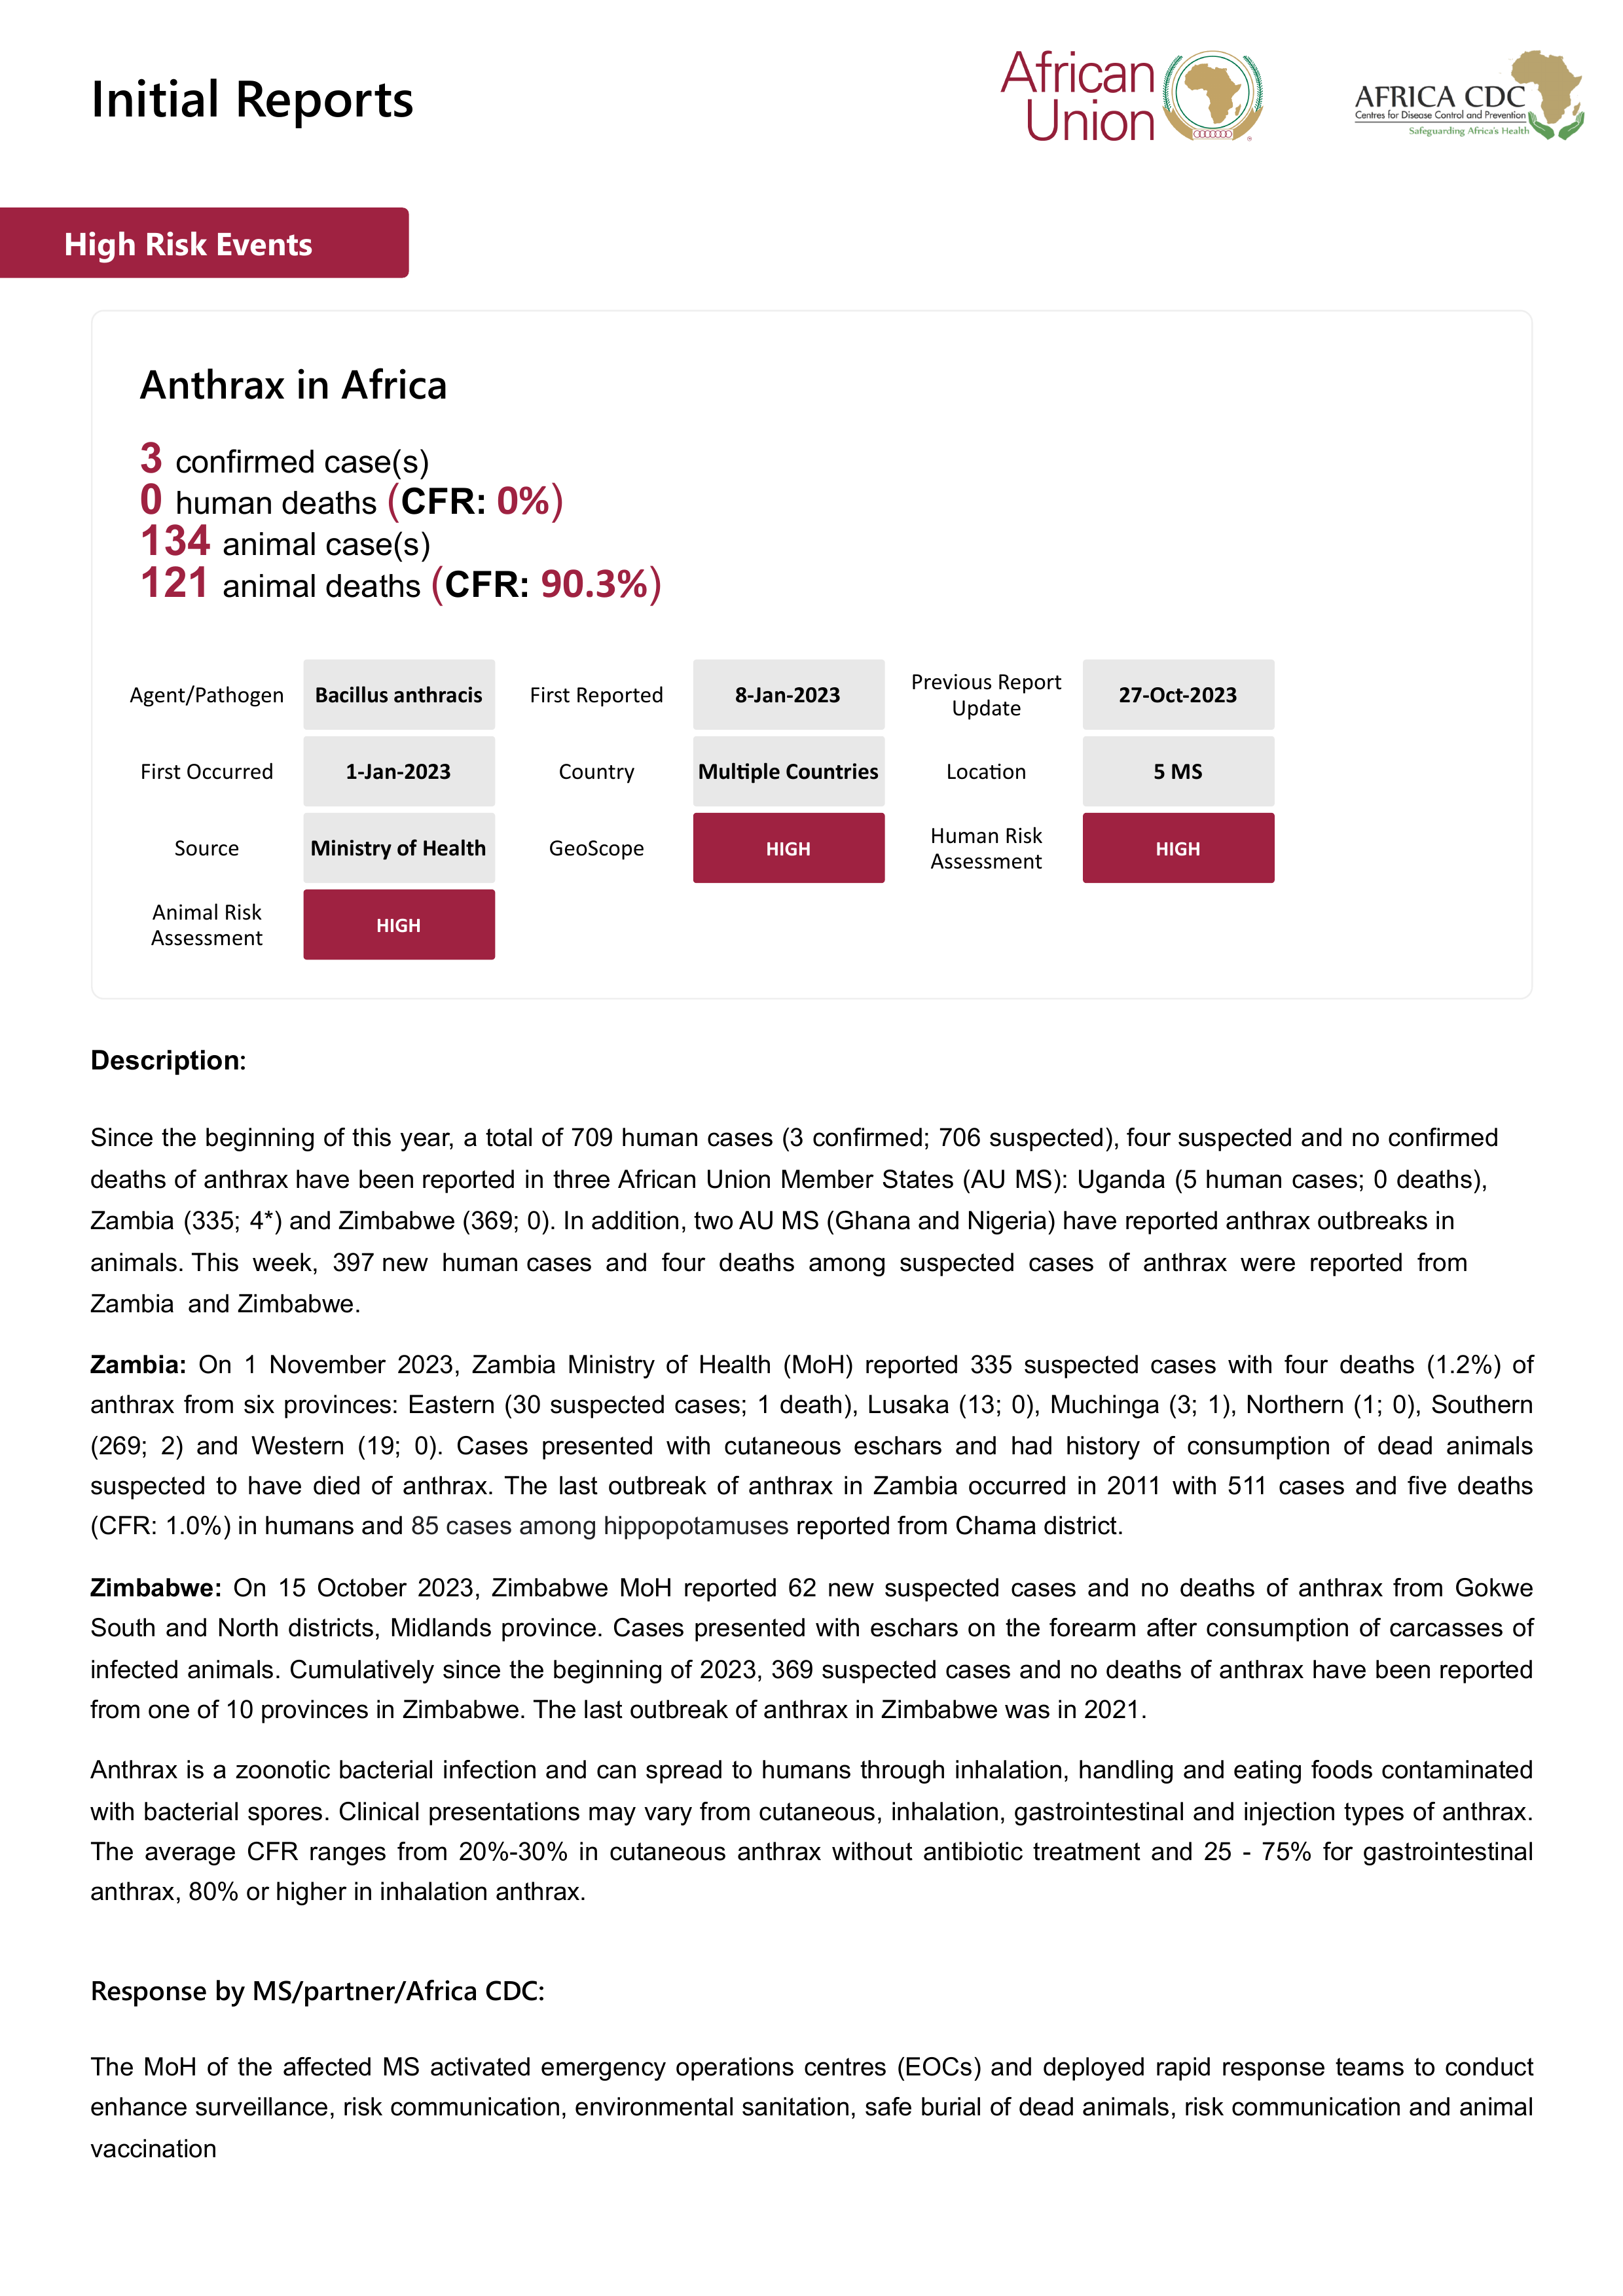 Initial Reports
African
Union
AFRICA CDC
Centres for Disease Control and Prevention
Safeguarding Africa's Health
High Risk Events
Anthrax in Africa
3 confirmed case(s)
0 human deaths (CFR: 0%)
134 animal case(s)
121 animal deaths (CFR: 90.3%)
Agent/Pathogen
Bacillus anthracis
First Reported
8-Jan-2023
Previous Report
Update
27-Oct-2023
First Occurred
1-Jan-2023
Country
Multiple Countries
Location
5 MS
Source
Ministry of Health
GeoScope
HIGH
Human Risk
Assessment
HIGH
Animal Risk
Assessment
HIGH
Description:
Since the beginning of this year, a total of 709 human cases (3 confirmed; 706 suspected), four suspected and no confirmed
deaths of anthrax have been reported in three African Union Member States (AU MS): Uganda (5 human cases; 0 deaths),
Zambia (335; 4*) and Zimbabwe (369; 0). In addition, two AU MS (Ghana and Nigeria) have reported anthrax outbreaks in
animals. This week, 397 new human cases and four deaths among suspected cases of anthrax were reported from
Zambia and Zimbabwe.
Zambia: On 1 November 2023, Zambia Ministry of Health (MoH) reported 335 suspected cases with four deaths (1.2%) of
anthrax from six provinces: Eastern (30 suspected cases; 1 death), Lusaka (13; 0), Muchinga (3; 1), Northern (1; 0), Southern
(269; 2) and Western (19; 0). Cases presented with cutaneous eschars and had history of consumption of dead animals
suspected to have died of anthrax. The last outbreak of anthrax in Zambia occurred in 2011 with 511 cases and five deaths
(CFR: 1.0%) in humans and 85 cases among hippopotamuses reported from Chama district.
Zimbabwe: On 15 October 2023, Zimbabwe MoH reported 62 new suspected cases and no deaths of anthrax from Gokwe
South and North districts, Midlands province. Cases presented with eschars on the forearm after consumption of carcasses of
infected animals. Cumulatively since the beginning of 2023, 369 suspected cases and no deaths of anthrax have been reported
from one of 10 provinces in Zimbabwe. The last outbreak of anthrax in Zimbabwe was in 2021.
Anthrax is a zoonotic bacterial infection and can spread to humans through inhalation, handling and eating foods contaminated
with bacterial spores. Clinical presentations may vary from cutaneous, inhalation, gastrointestinal and injection types of anthrax.
The average CFR ranges from 20%-30% in cutaneous anthrax without antibiotic treatment and 25 - 75% for gastrointestinal
anthrax, 80% or higher in inhalation anthrax.
Response by MS/partner/Africa CDC:
The MoH of the affected MS activated emergency operations centres (EOCs) and deployed rapid response teams to conduct
enhance surveillance, risk communication, environmental sanitation, safe burial of dead animals, risk communication and animal
vaccination